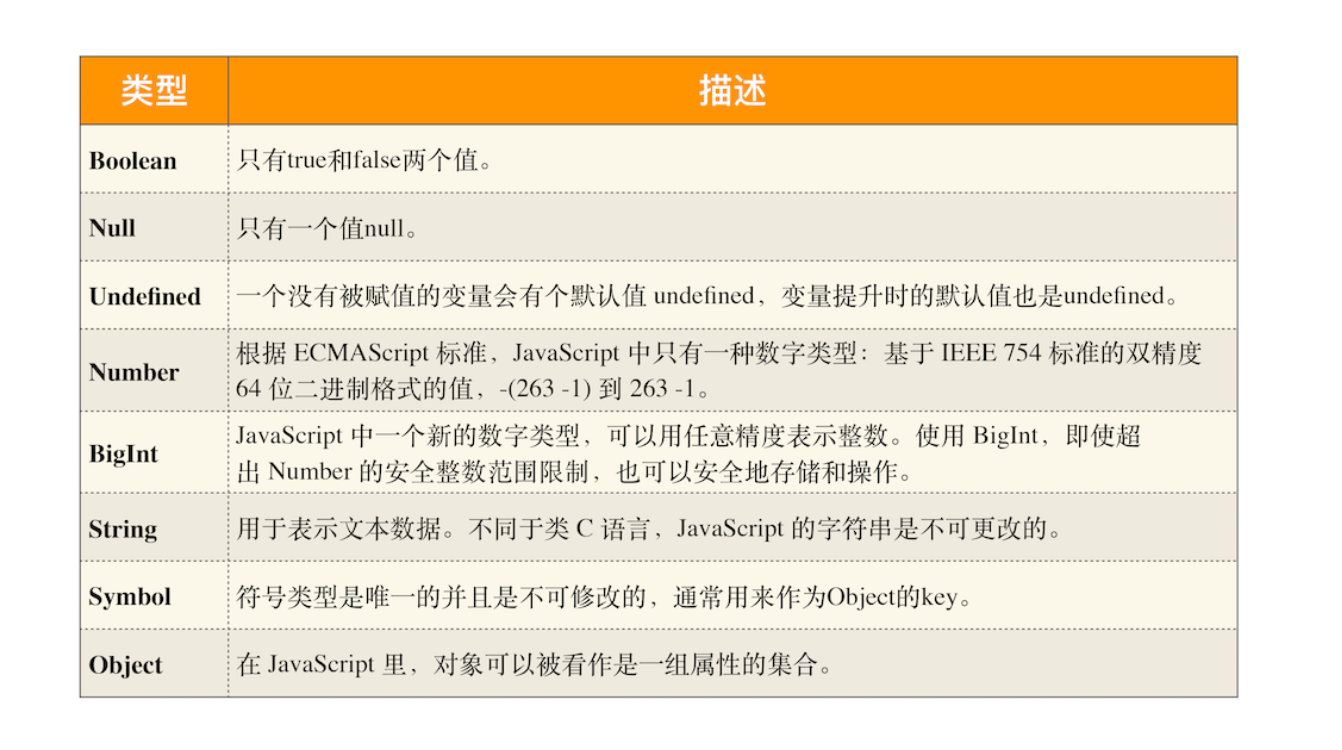 类型 描述
Boolean 只有true和false两个值。
Null 只有一个值null。
Undefined 一个没有被赋值的变量会有个默认值 undefined，变量提升时的默认值也是undefined。
Number 根据 ECMAScript 标准，JavaScript 中只有一种数字类型：基于 IEEE 754 标准的双精度
64 位二进制格式的值，-(263 -1) 到 263 -1。
BigInt JavaScript 中一个新的数字类型，可以用任意精度表示整数。使用 BigInt，即使超
出 Number 的安全整数范围限制，也可以安全地存储和操作。
String 用于表示文本数据。不同于类 C 语言，JavaScript 的字符串是不可更改的。
Symbol 符号类型是唯一的并且是不可修改的，通常用来作为Object的key。
Object 在 JavaScript 里，对象可以被看作是一组属性的集合。